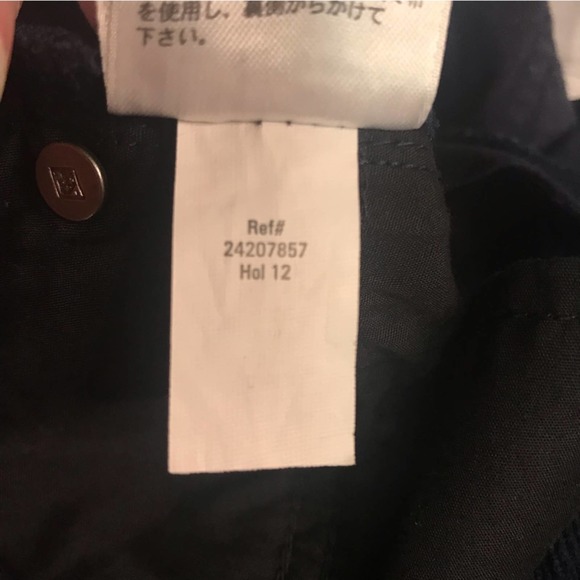 を使用し、裏側からかけて
下さい。
Ref#
24207857
Hol 12